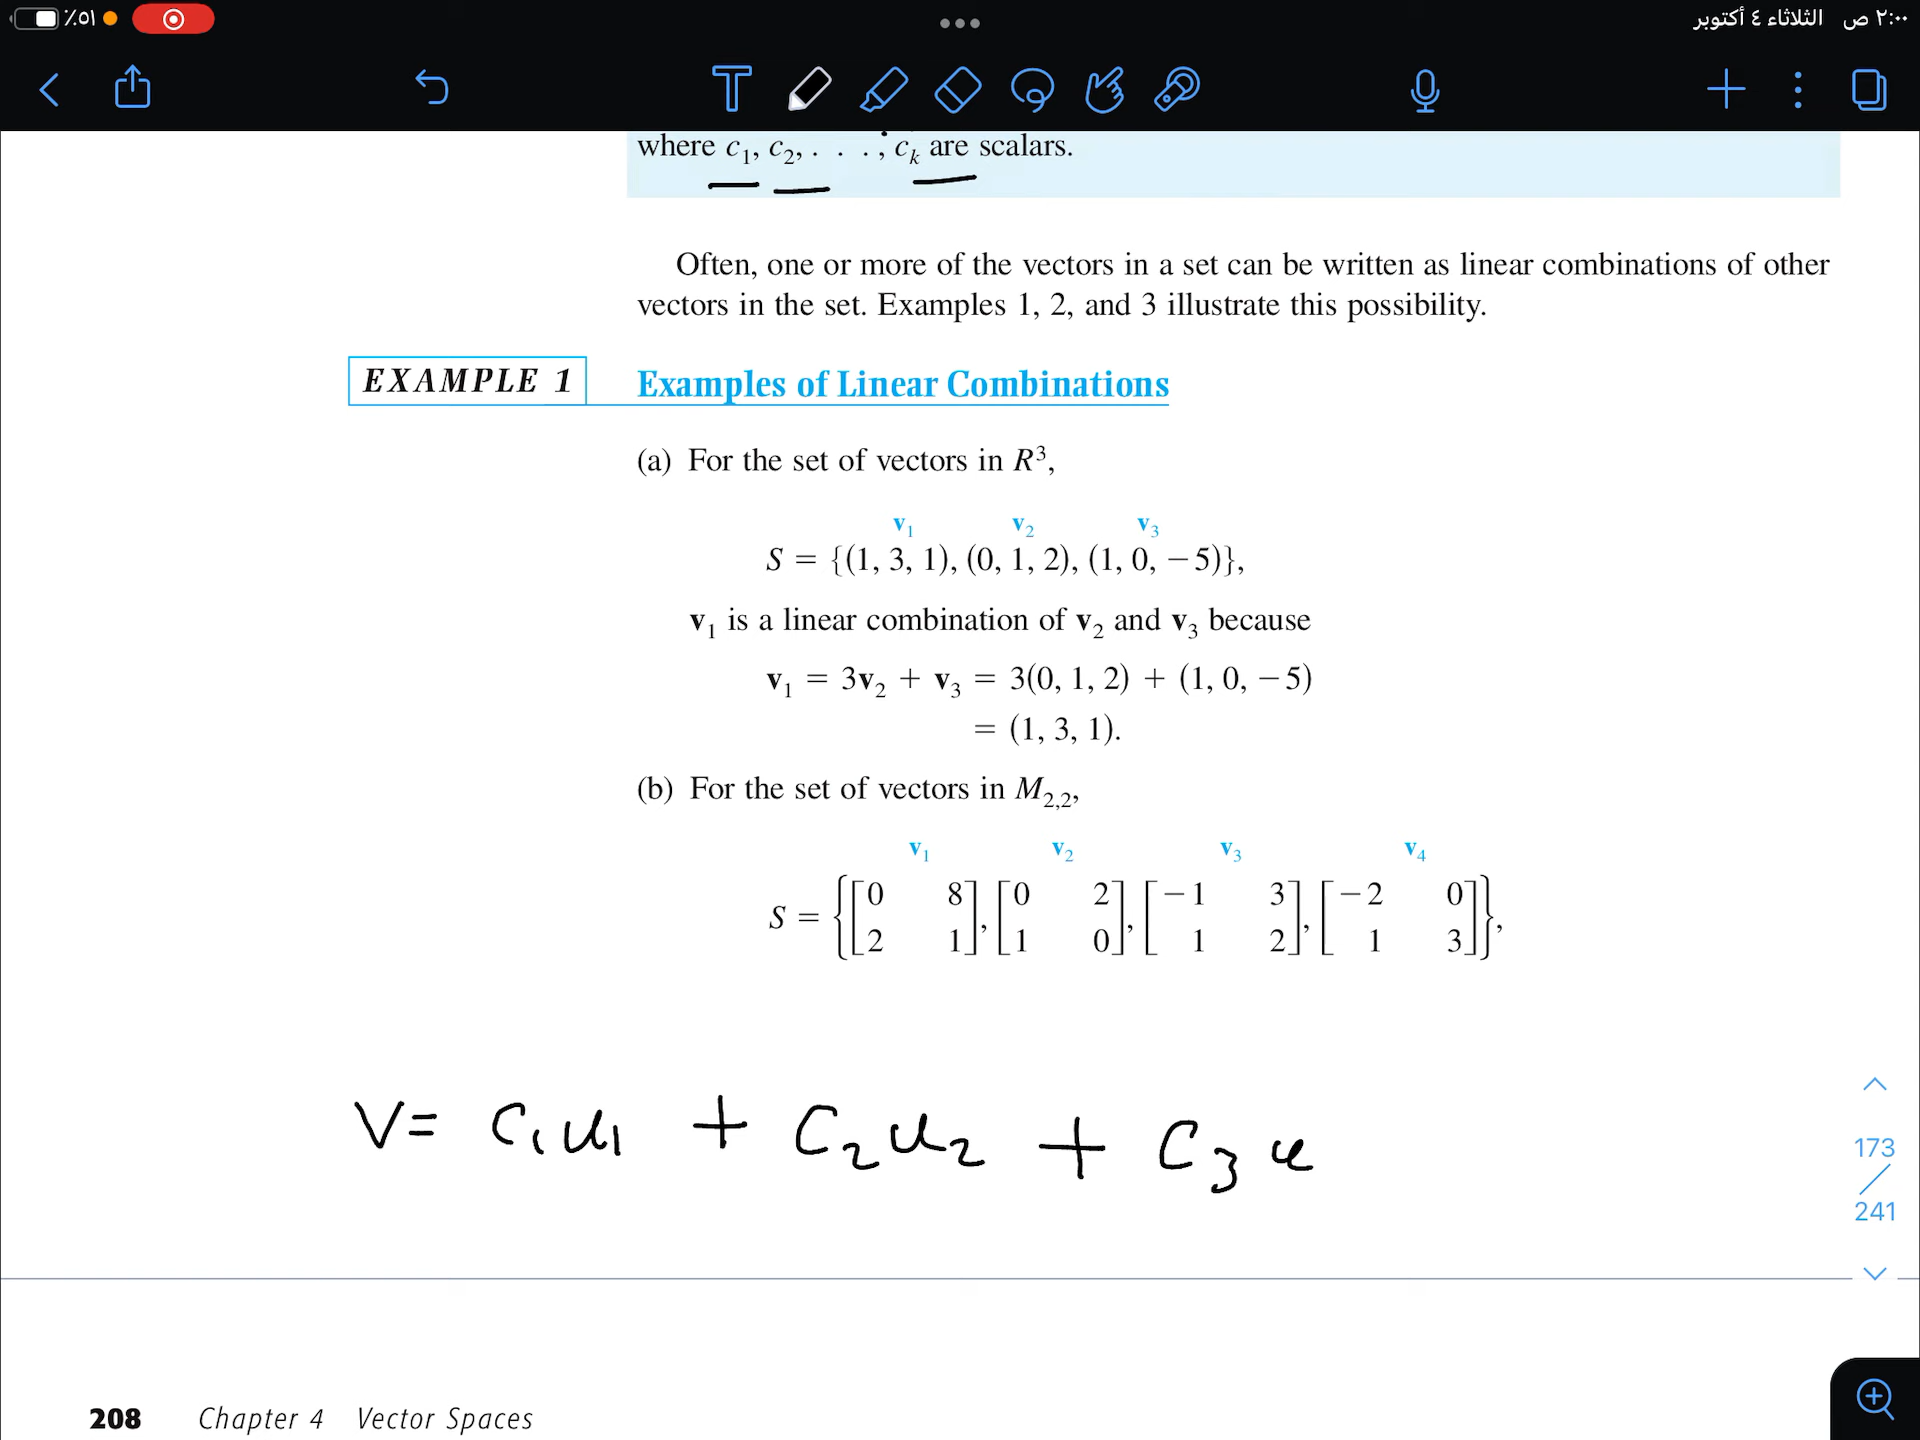 ٪٥١ ٢:٠٠ ص الثلاثاء ٤ أكتوبر
where c₁, c₂, . . . , cₖ are scalars.
Often, one or more of the vectors in a set can be written as linear combinations of other
vectors in the set. Examples 1, 2, and 3 illustrate this possibility.
EXAMPLE 1 Examples of Linear Combinations
(a) For the set of vectors in R³,
v₁ v₂ v₃
S = {(1, 3, 1), (0, 1, 2), (1, 0, −5)},
v₁ is a linear combination of v₂ and v₃ because
v₁ = 3v₂ + v₃ = 3(0, 1, 2) + (1, 0, −5)
= (1, 3, 1).
(b) For the set of vectors in M₂,₂,
v₁ v₂ v₃ v₄
S = {[0 8; 2 1], [0 2; 1 0], [−1 3; 1 2], [−2 0; 1 3]},
V= c₁u₁ + c₂u₂ + c₃u
173
241
208 Chapter 4 Vector Spaces